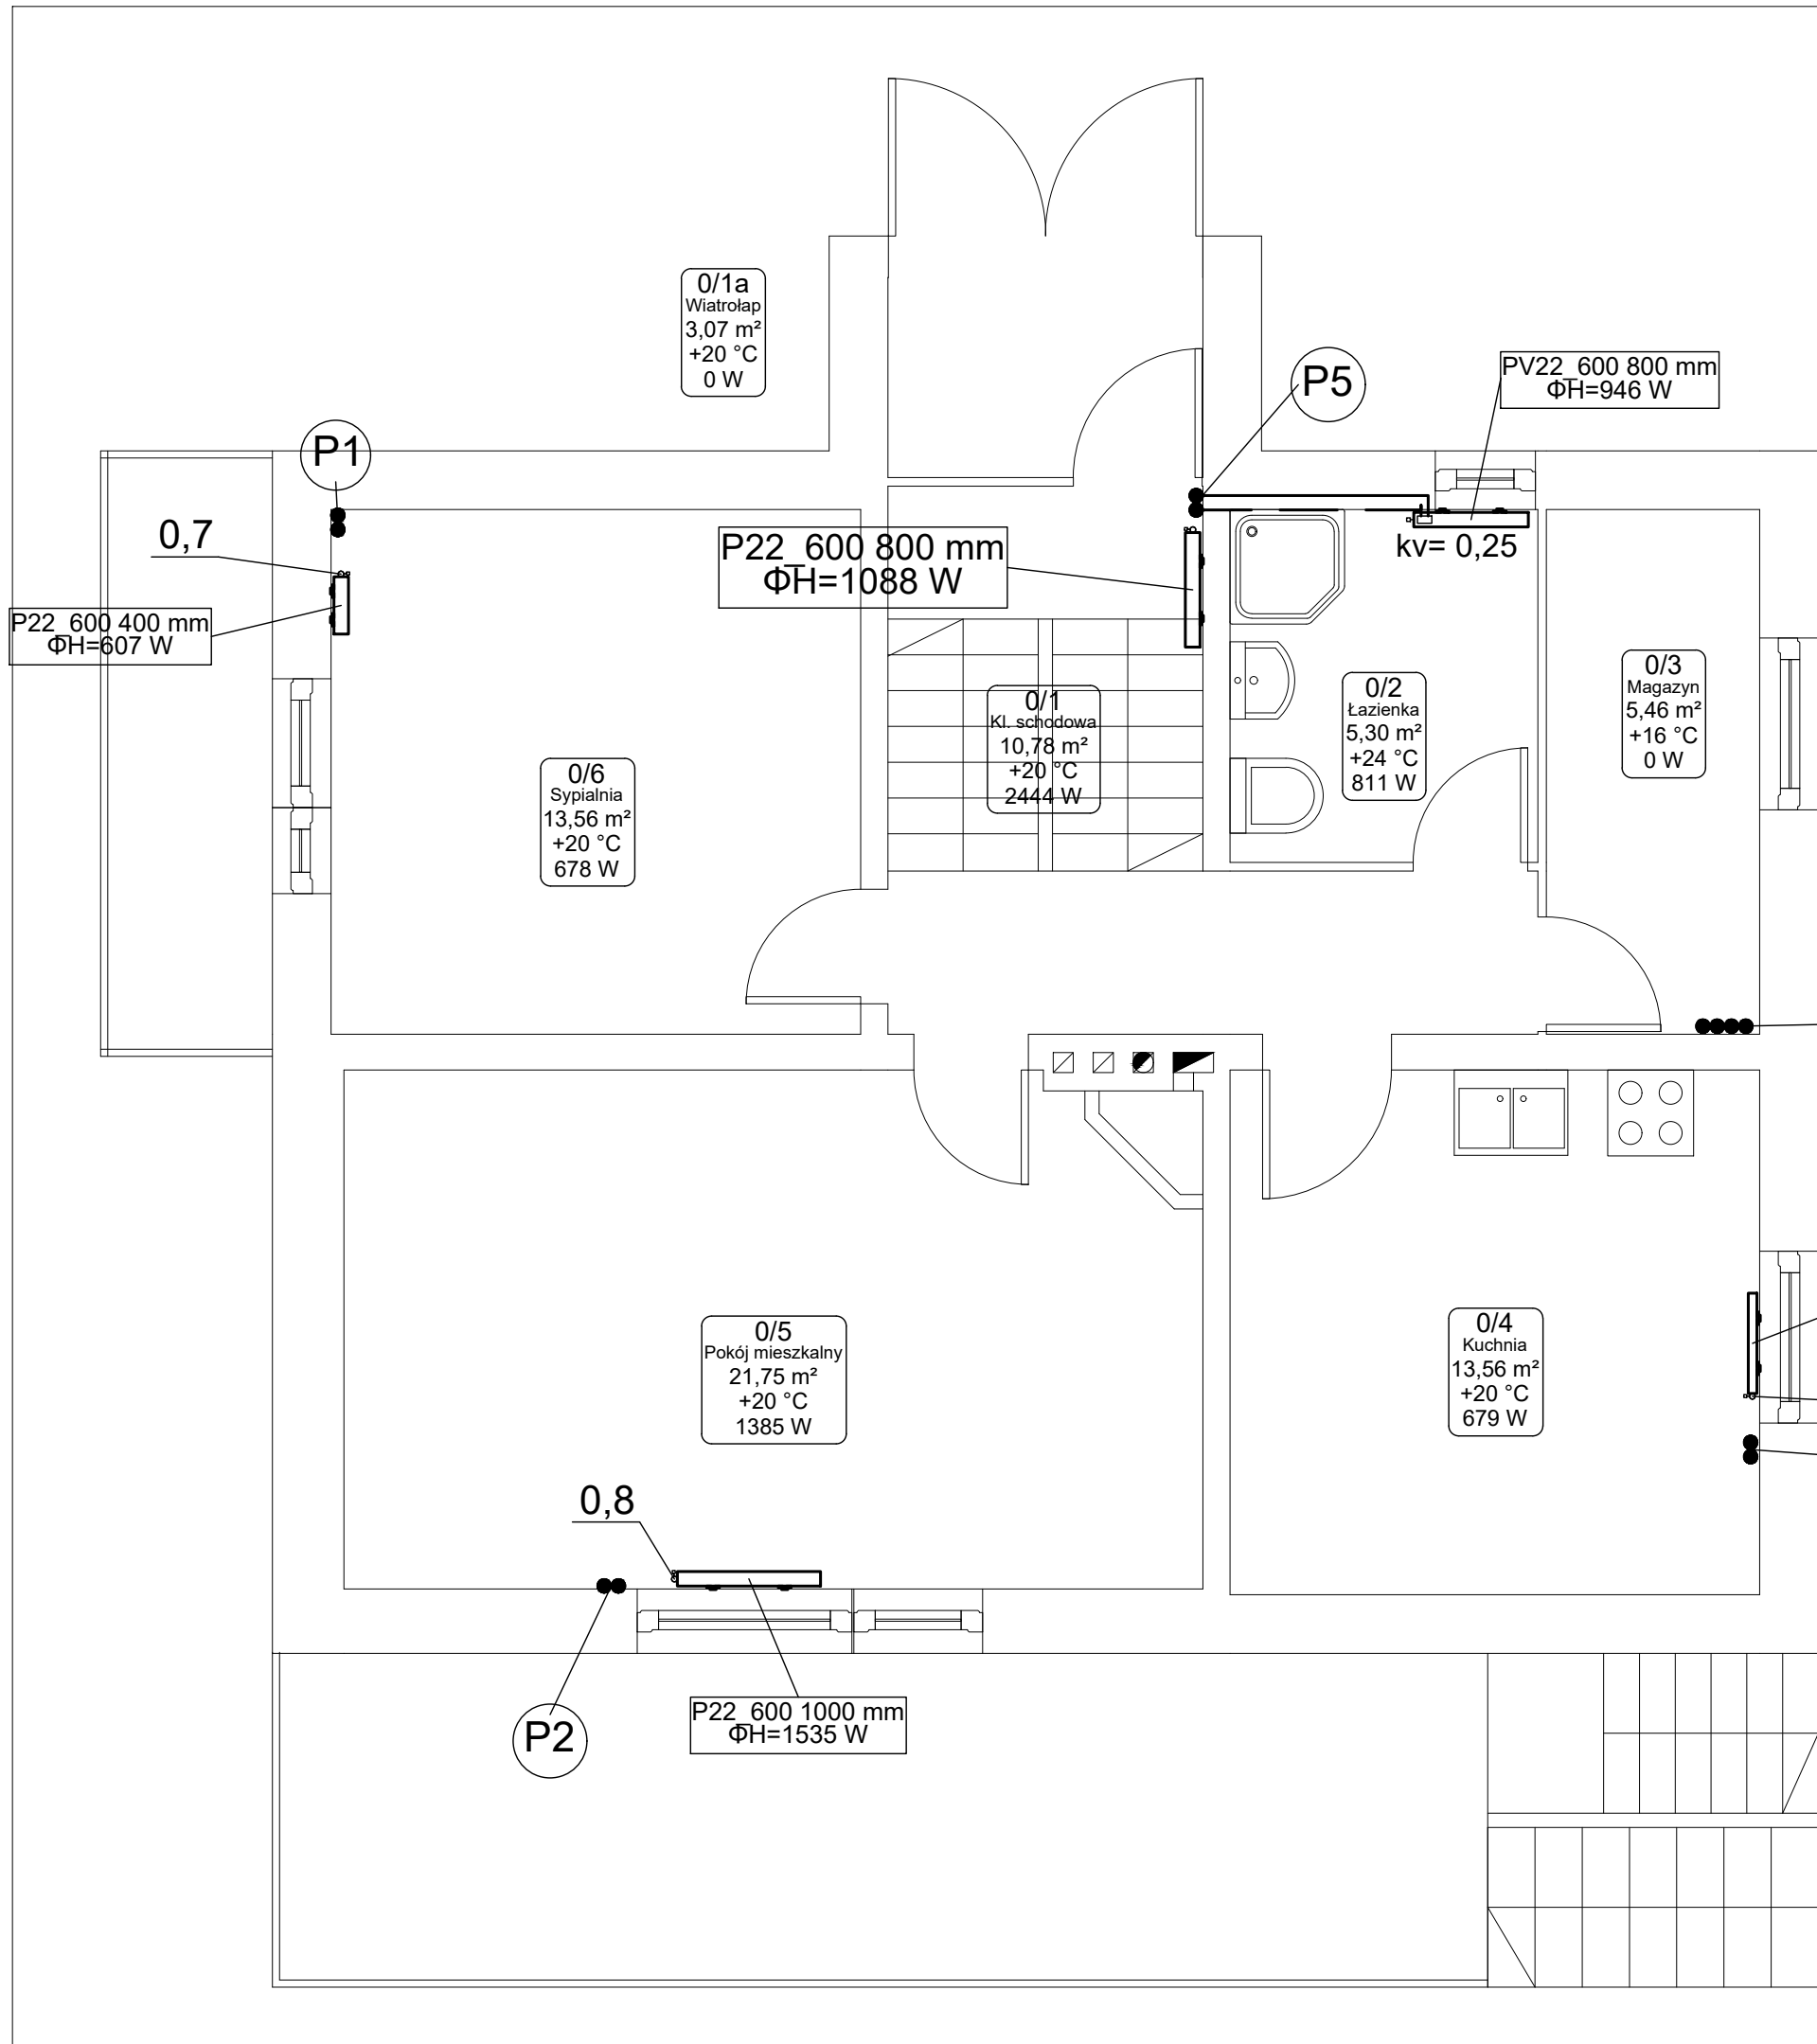 0/1a
Wiatrołap
3,07 m²
+20 °C
0 W
P5
PV22_600 800 mm
ΦH=946 W
P1
0,7
P22_600 800 mm
ΦH=1088 W
kv= 0,25
P22_600 400 mm
ΦH=607 W
0/6
Sypialnia
13,56 m²
+20 °C
678 W
0/1
Kl. schodowa
10,78 m²
+20 °C
2444 W
0/2
Łazienka
5,30 m²
+24 °C
811 W
0/3
Magazyn
5,46 m²
+16 °C
0 W
0/5
Pokój mieszkalny
21,75 m²
+20 °C
1385 W
0/4
Kuchnia
13,56 m²
+20 °C
679 W
0,8
P2
P22_600 1000 mm
ΦH=1535 W